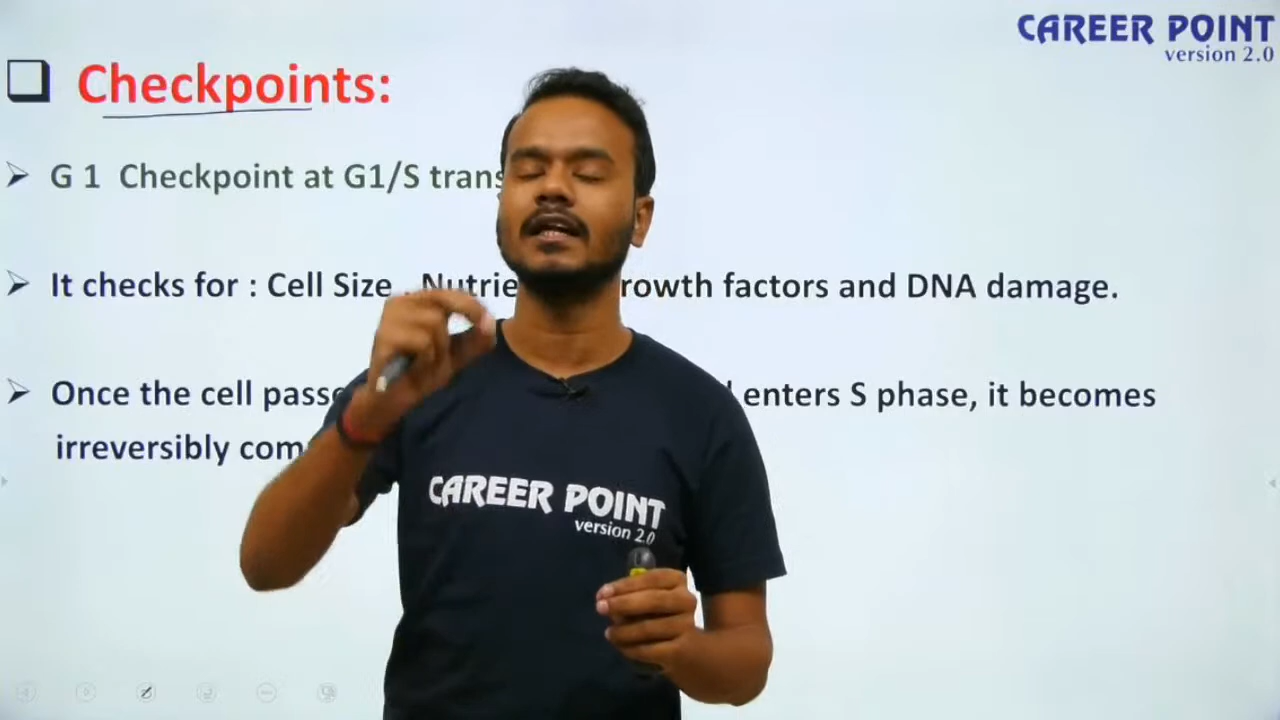 CAREER POINT
version 2.0
Checkpoints:
G 1 Checkpoint at G1/S trans
It checks for : Cell Size , Nutrie rowth factors and DNA damage.
Once the cell passe enters S phase, it becomes
irreversibly com
CAREER POINT
version 2.0